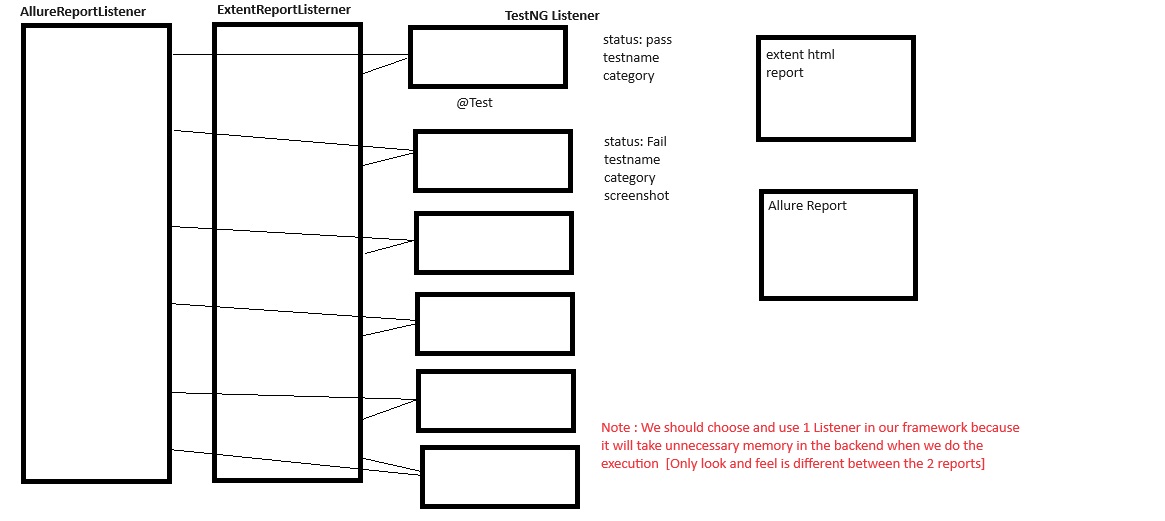 AllureReportListener
ExtentReportListerner
TestNG Listener
status: pass
testname
category
@Test
status: Fail
testname
category
screenshot
extent html
report
Allure Report
Note : We should choose and use 1 Listener in our framework because
it will take unnecessary memory in the backend when we do the
execution  [Only look and feel is different between the 2 reports]